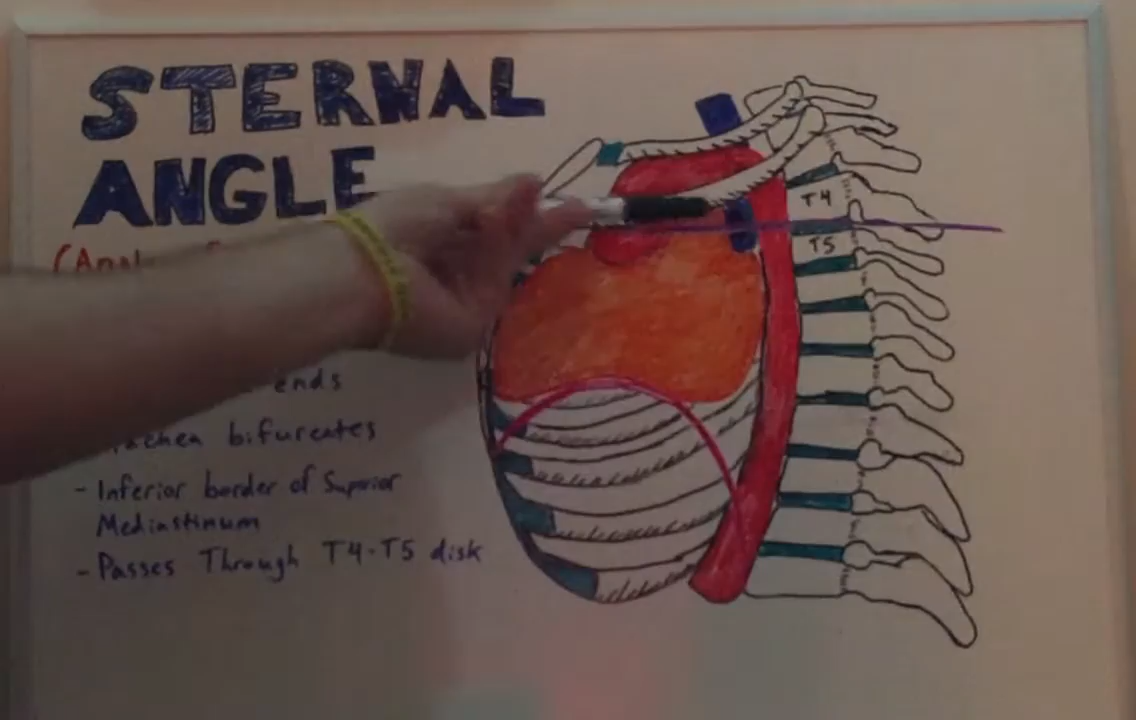 STERNAL
ANGLE
ends
bifurcates
- Inferior border of Superior
Mediastinum
- Passes Through T4-T5 disk
T4
T5